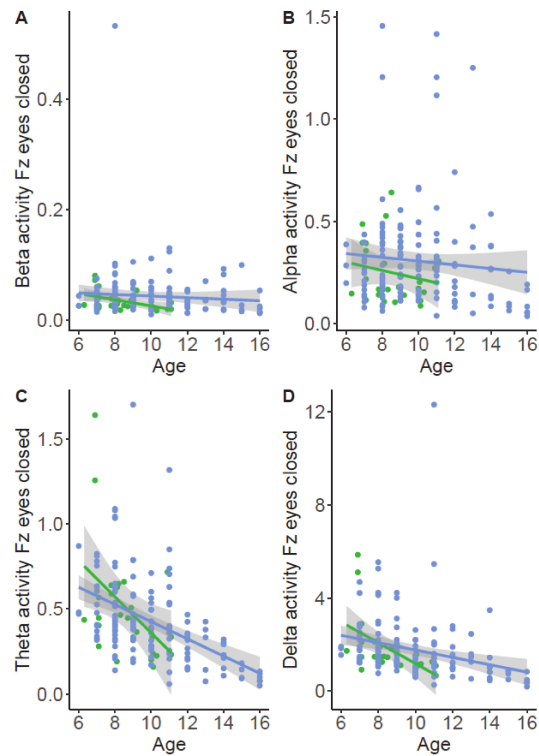 A
Beta activity Fz eyes closed
0.4
0.2
0.0
6 8 10 12 14 16
Age
B
Alpha activity Fz eyes closed
1.5
1.0
0.5
0.0
6 8 10 12 14 16
Age
C
Theta activity Fz eyes closed
1.5
1.0
0.5
0.0
6 8 10 12 14 16
Age
D
Delta activity Fz eyes closed
12
8
4
0
6 8 10 12 14 16
Age